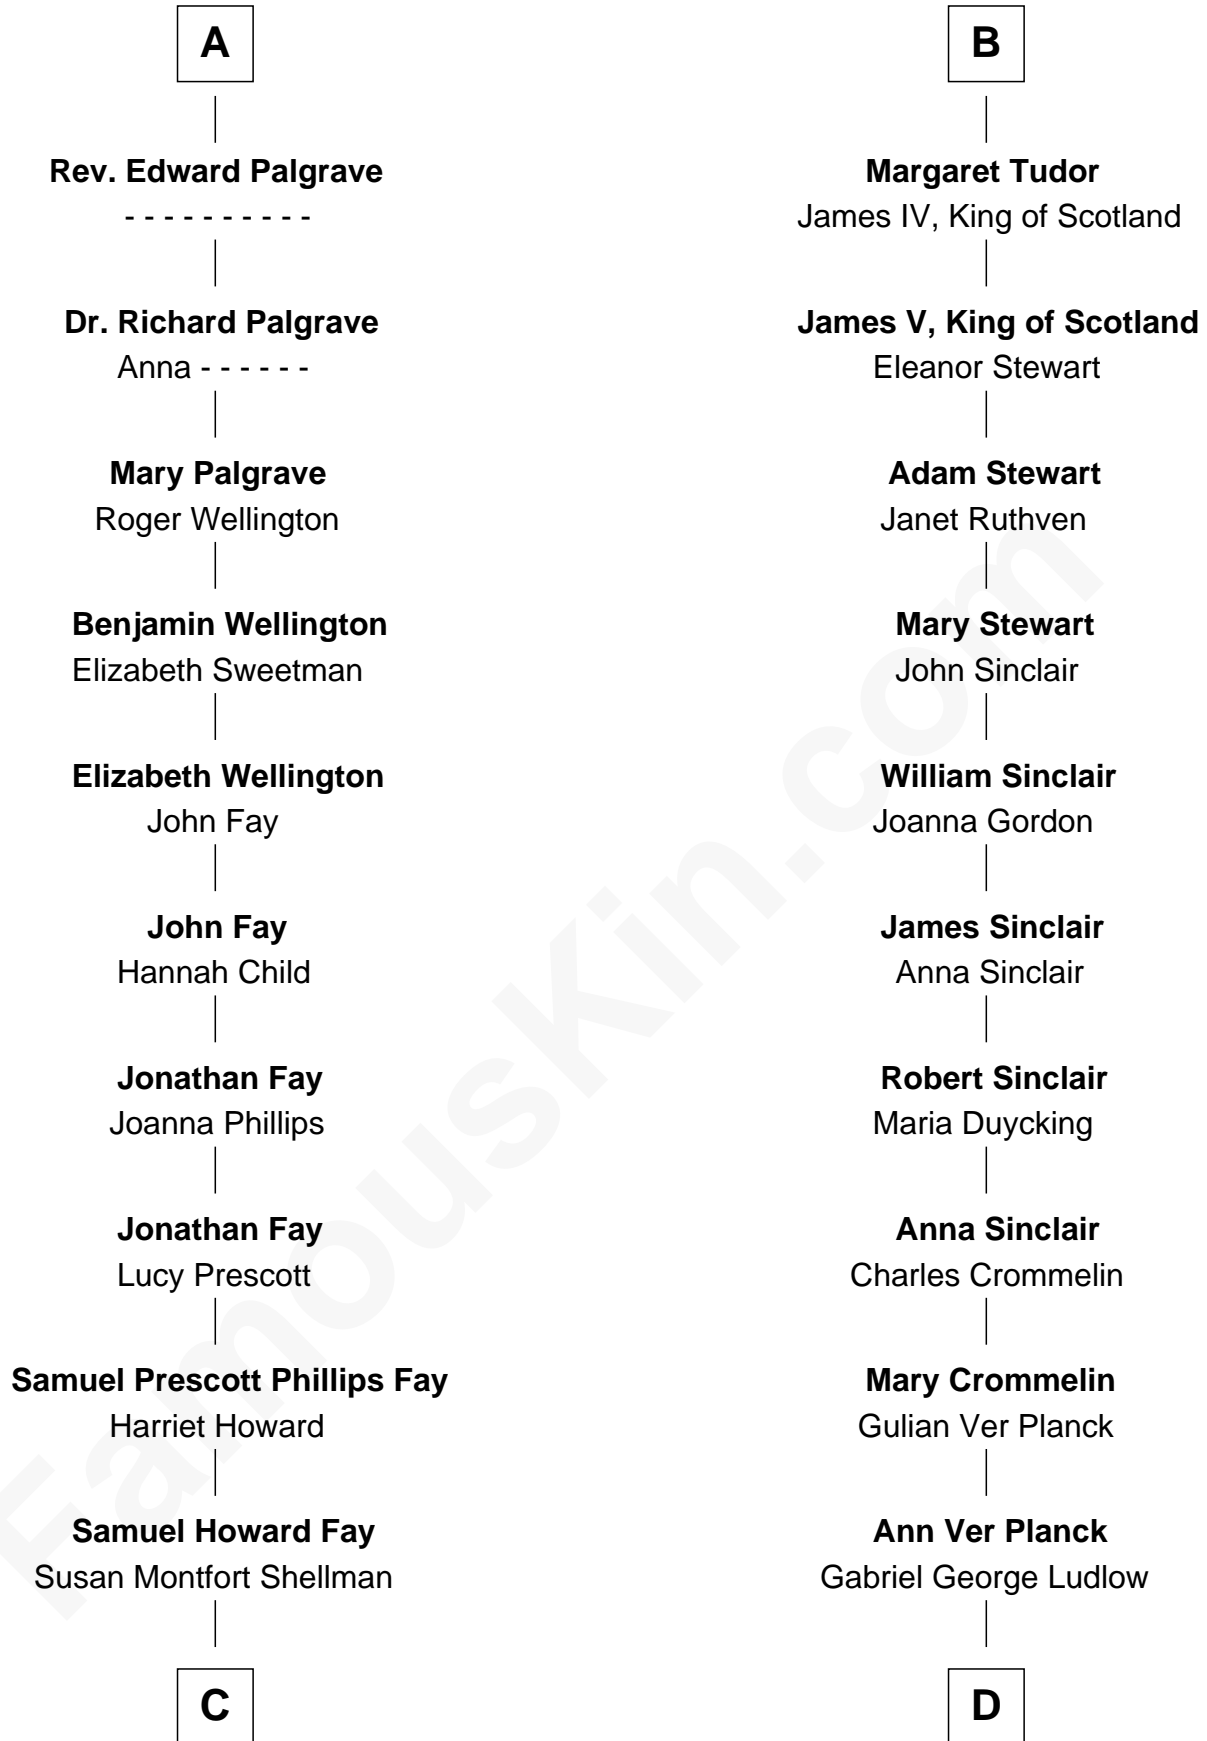 A
Rev. Edward Palgrave
- - - - - - - - - -
Dr. Richard Palgrave
Anna - - - - - -
Mary Palgrave
Roger Wellington
Benjamin Wellington
Elizabeth Sweetman
Elizabeth Wellington
John Fay
John Fay
Hannah Child
Jonathan Fay
Joanna Phillips
Jonathan Fay
Lucy Prescott
Samuel Prescott Phillips Fay
Harriet Howard
Samuel Howard Fay
Susan Montfort Shellman
C
B
Margaret Tudor
James IV, King of Scotland
James V, King of Scotland
Eleanor Stewart
Adam Stewart
Janet Ruthven
Mary Stewart
John Sinclair
William Sinclair
Joanna Gordon
James Sinclair
Anna Sinclair
Robert Sinclair
Maria Duycking
Anna Sinclair
Charles Crommelin
Mary Crommelin
Gulian Ver Planck
Ann Ver Planck
Gabriel George Ludlow
D
FamousKin.com